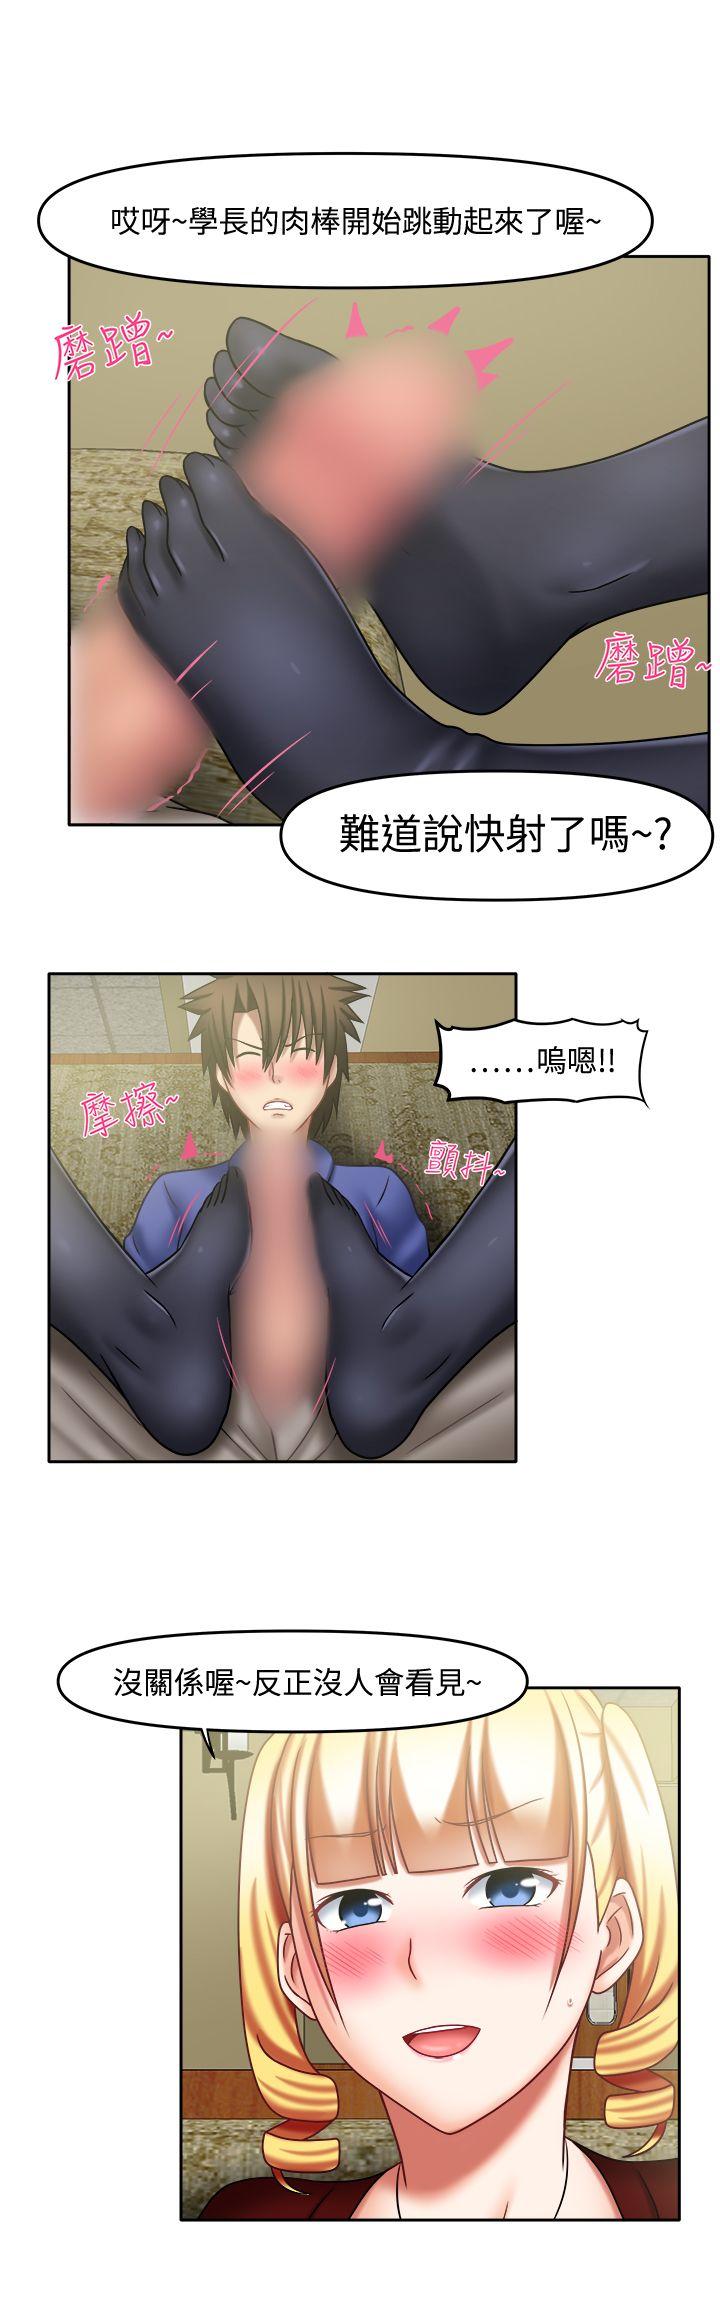 哎呀~學長的肉棒開始跳動起來了喔~
磨蹭~
磨蹭~
難道說快射了嗎~?
……嗚嗯!!
摩擦~
顫抖~
沒關係喔~反正沒人會看見~